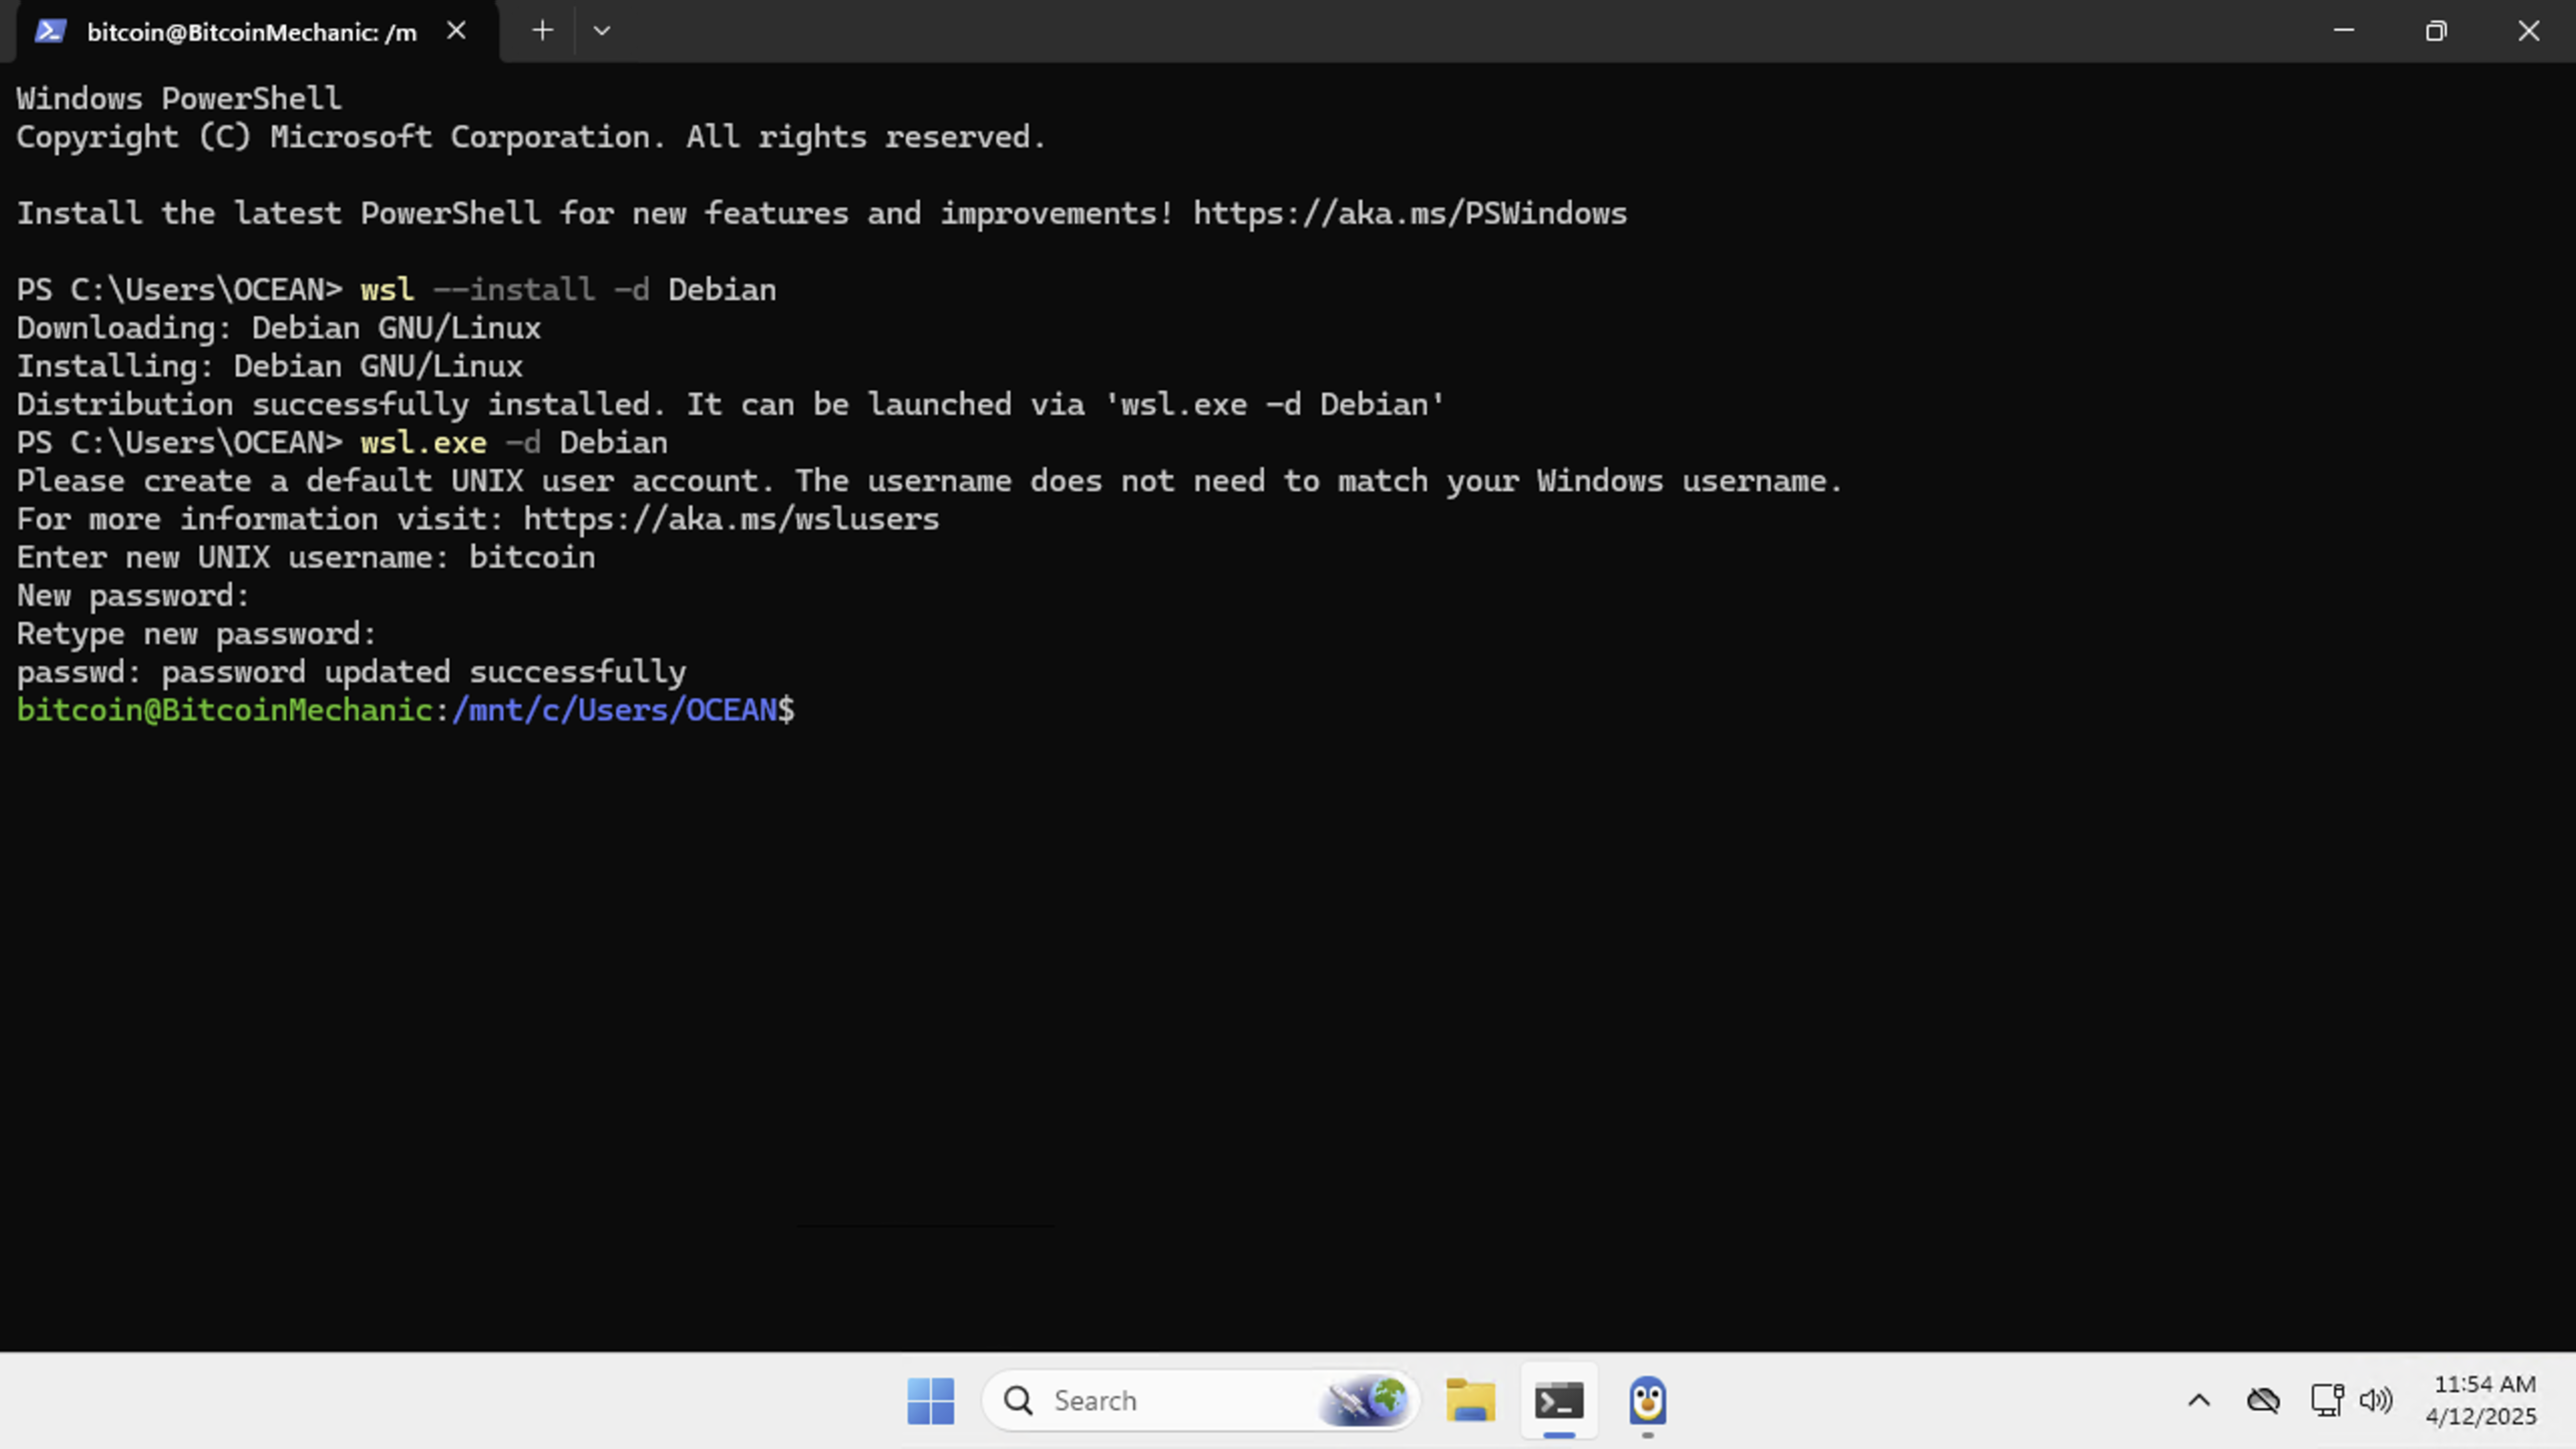 bitcoin@BitcoinMechanic: /m
Windows PowerShell
Copyright (C) Microsoft Corporation. All rights reserved.
Install the latest PowerShell for new features and improvements! https://aka.ms/PSWindows
PS C:\Users\OCEAN> wsl --install -d Debian
Downloading: Debian GNU/Linux
Installing: Debian GNU/Linux
Distribution successfully installed. It can be launched via 'wsl.exe -d Debian'
PS C:\Users\OCEAN> wsl.exe -d Debian
Please create a default UNIX user account. The username does not need to match your Windows username.
For more information visit: https://aka.ms/wslusers
Enter new UNIX username: bitcoin
New password:
Retype new password:
passwd: password updated successfully
bitcoin@BitcoinMechanic:/mnt/c/Users/OCEAN$
Search
11:54 AM
4/12/2025